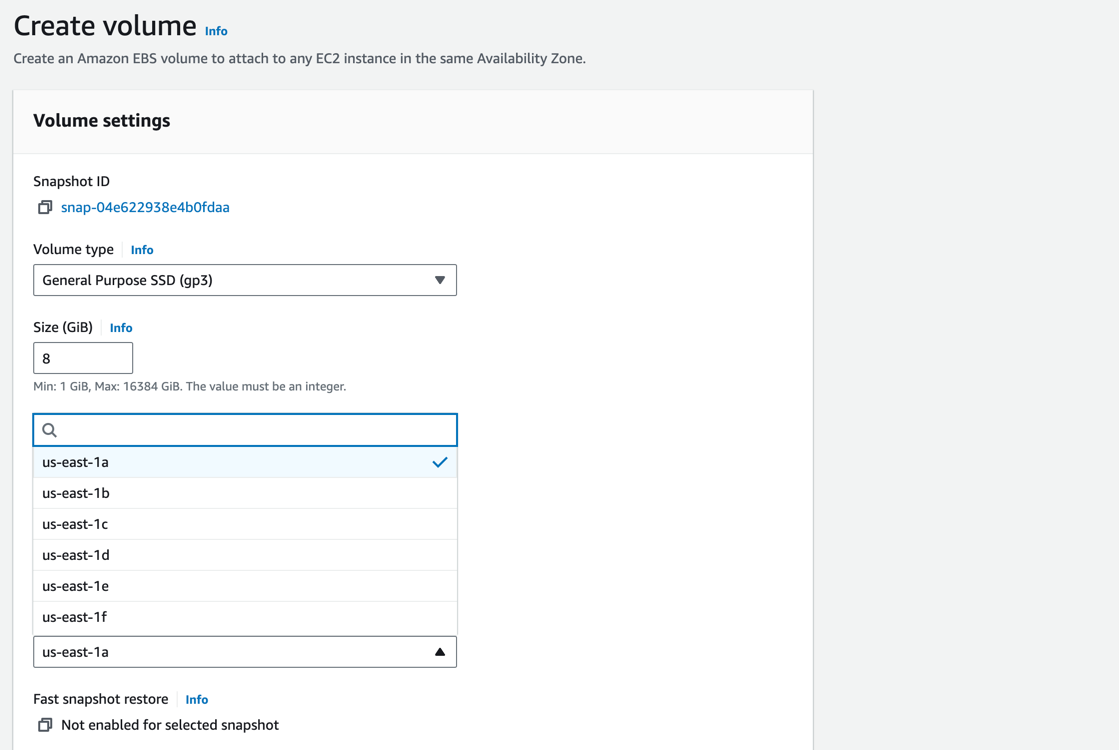 Create volume Info
Create an Amazon EBS volume to attach to any EC2 instance in the same Availability Zone.
Volume settings
Snapshot ID
snap-04e622938e4b0fdaa
Volume type Info
General Purpose SSD (gp3)
Size (GiB) Info
8
Min: 1 GiB, Max: 16384 GiB. The value must be an integer.
us-east-1a
us-east-1b
us-east-1c
us-east-1d
us-east-1e
us-east-1f
us-east-1a
Fast snapshot restore Info
Not enabled for selected snapshot